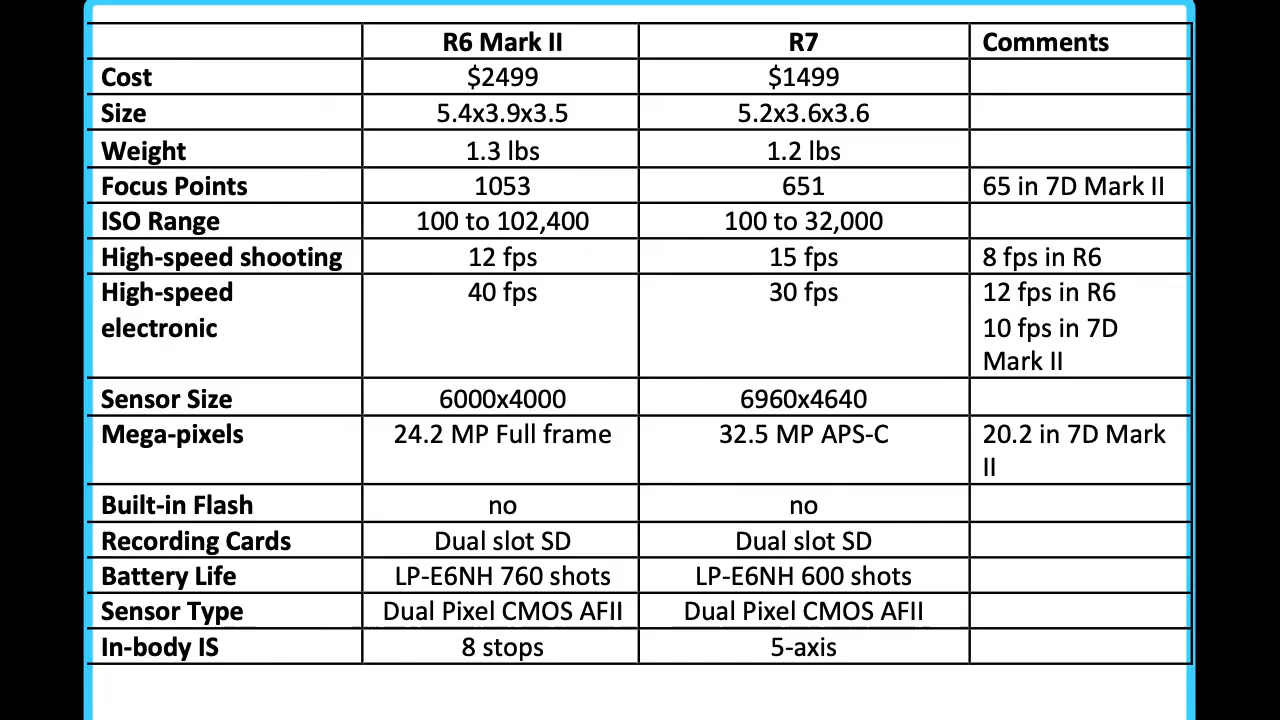 R6 Mark II R7 Comments
Cost $2499 $1499
Size 5.4x3.9x3.5 5.2x3.6x3.6
Weight 1.3 lbs 1.2 lbs
Focus Points 1053 651 65 in 7D Mark II
ISO Range 100 to 102,400 100 to 32,000
High-speed shooting 12 fps 15 fps 8 fps in R6
High-speed 40 fps 30 fps 12 fps in R6
electronic 10 fps in 7D
Mark II
Sensor Size 6000x4000 6960x4640
Mega-pixels 24.2 MP Full frame 32.5 MP APS-C 20.2 in 7D Mark
II
Built-in Flash no no
Recording Cards Dual slot SD Dual slot SD
Battery Life LP-E6NH 760 shots LP-E6NH 600 shots
Sensor Type Dual Pixel CMOS AFII Dual Pixel CMOS AFII
In-body IS 8 stops 5-axis